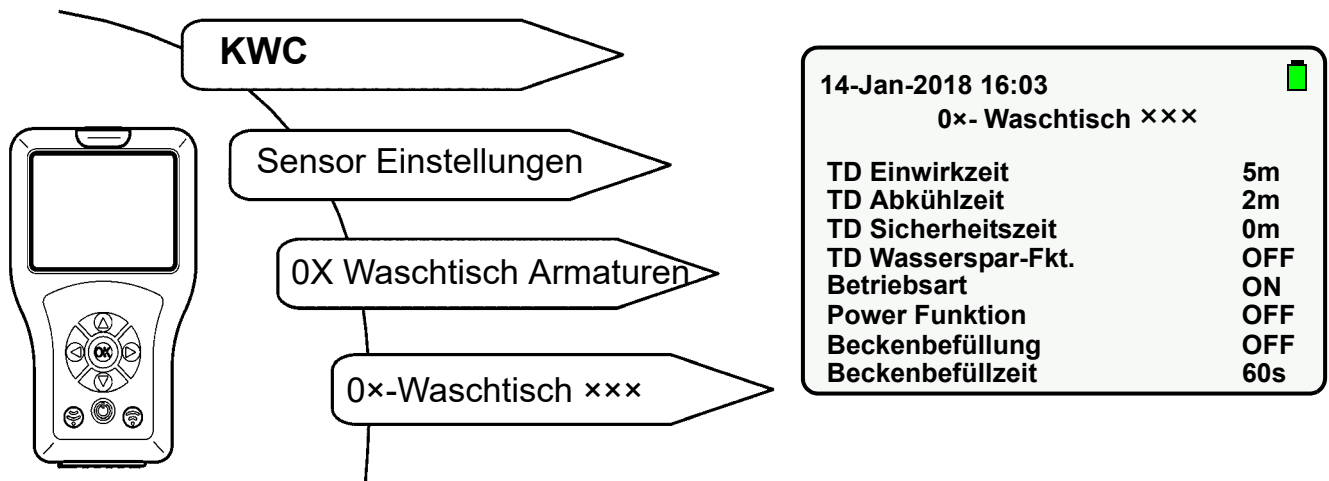 KWC
Sensor Einstellungen
0X Waschtisch Armaturen
0×-Waschtisch ×××
OK
14-Jan-2018 16:03
0×- Waschtisch ×××
TD Einwirkzeit 5m
TD Abkühlzeit 2m
TD Sicherheitszeit 0m
TD Wasserspar-Fkt. OFF
Betriebsart ON
Power Funktion OFF
Beckenbefüllung OFF
Beckenbefüllzeit 60s